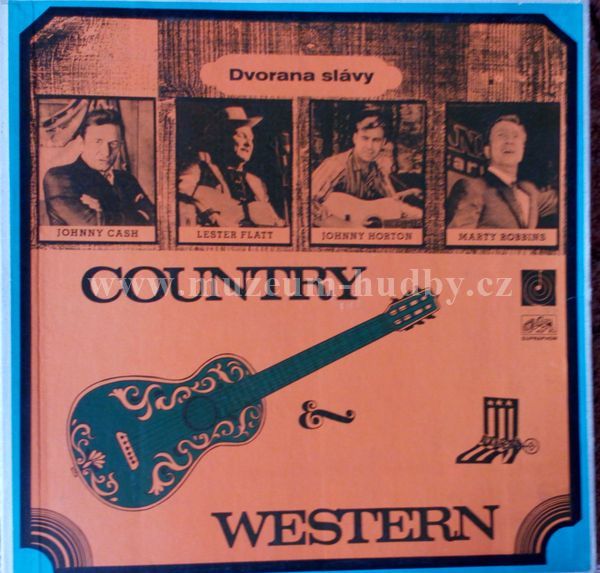 Dvorana slávy
JOHNNY CASH
LESTER FLATT
JOHNNY HORTON
MARTY ROBBINS
COUNTRY
www.muzeum-hudby.cz
SUPRAPHON
&
WESTERN